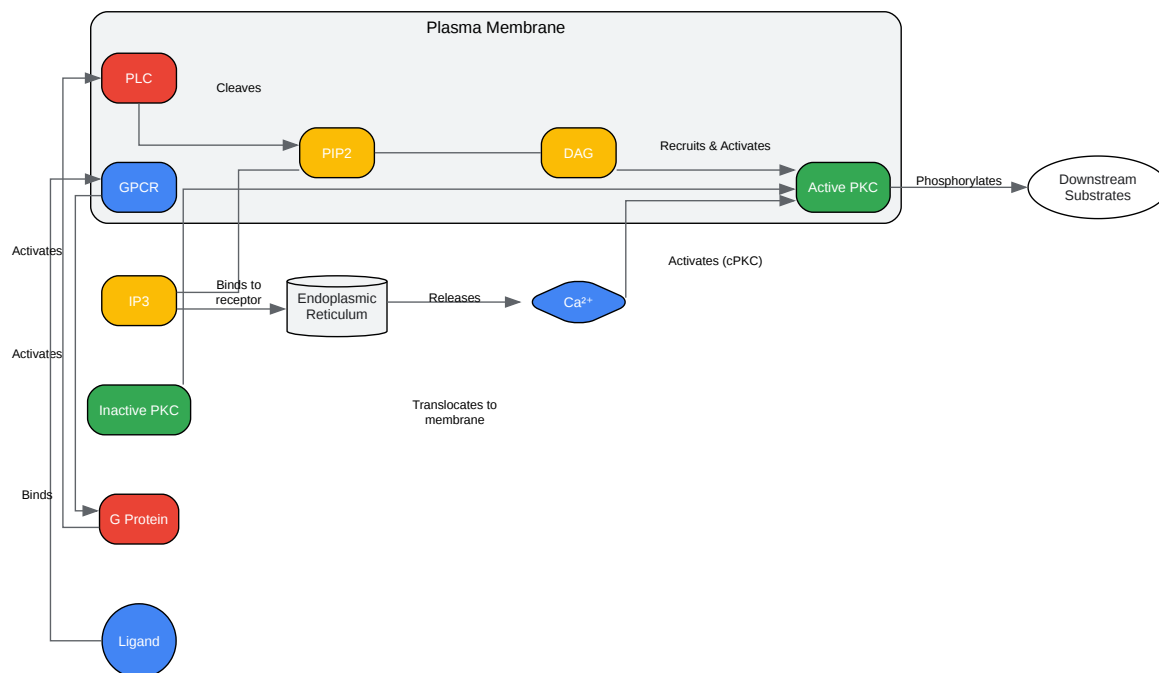 Plasma Membrane
PLC
Cleaves
PIP2
DAG
Recruits & Activates
GPCR
Active PKC
Phosphorylates
Downstream
Substrates
Activates
Activates (cPKC)
IP3
Binds to
receptor
Endoplasmic
Reticulum
Releases
Ca²⁺
Activates
Inactive PKC
Translocates to
membrane
Binds
G Protein
Ligand